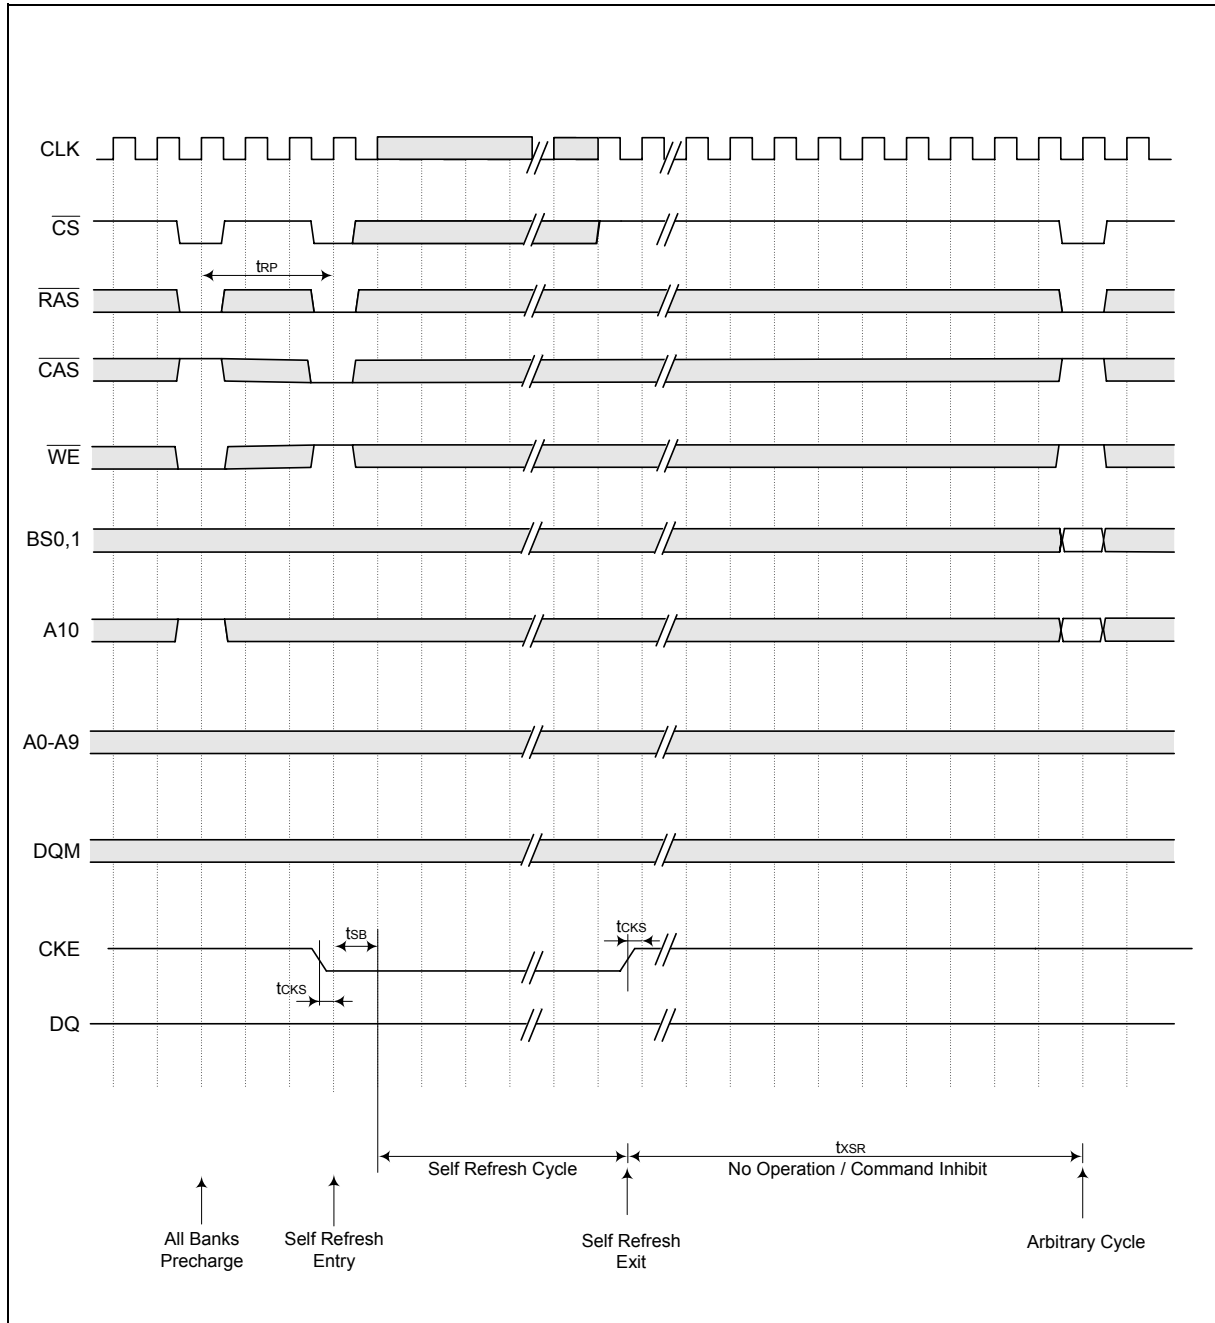 CLK
CS
tRP
RAS
CAS
WE
BS0,1
A10
A0-A9
DQM
tSB
tCKS
CKE
tCKS
DQ
tXSR
Self Refresh Cycle
No Operation / Command Inhibit
All Banks
Precharge
Self Refresh
Entry
Self Refresh
Exit
Arbitrary Cycle